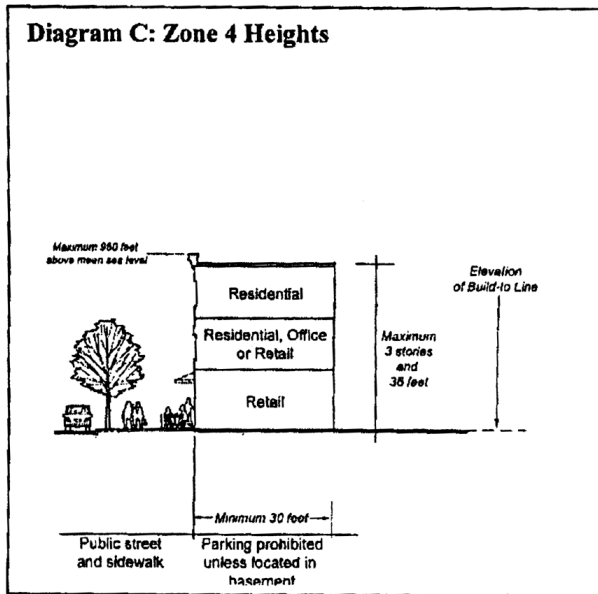 Diagram C: Zone 4 Heights
Maximum 960 feet
above mean sea level
Elevation
of Build-to Line
Residential
Residential, Office
or Retail
Maximum
3 stories
and
35 feet
Retail
Minimum 30 foot
Public street
and sidewalk
Parking prohibited
unless located in
basement